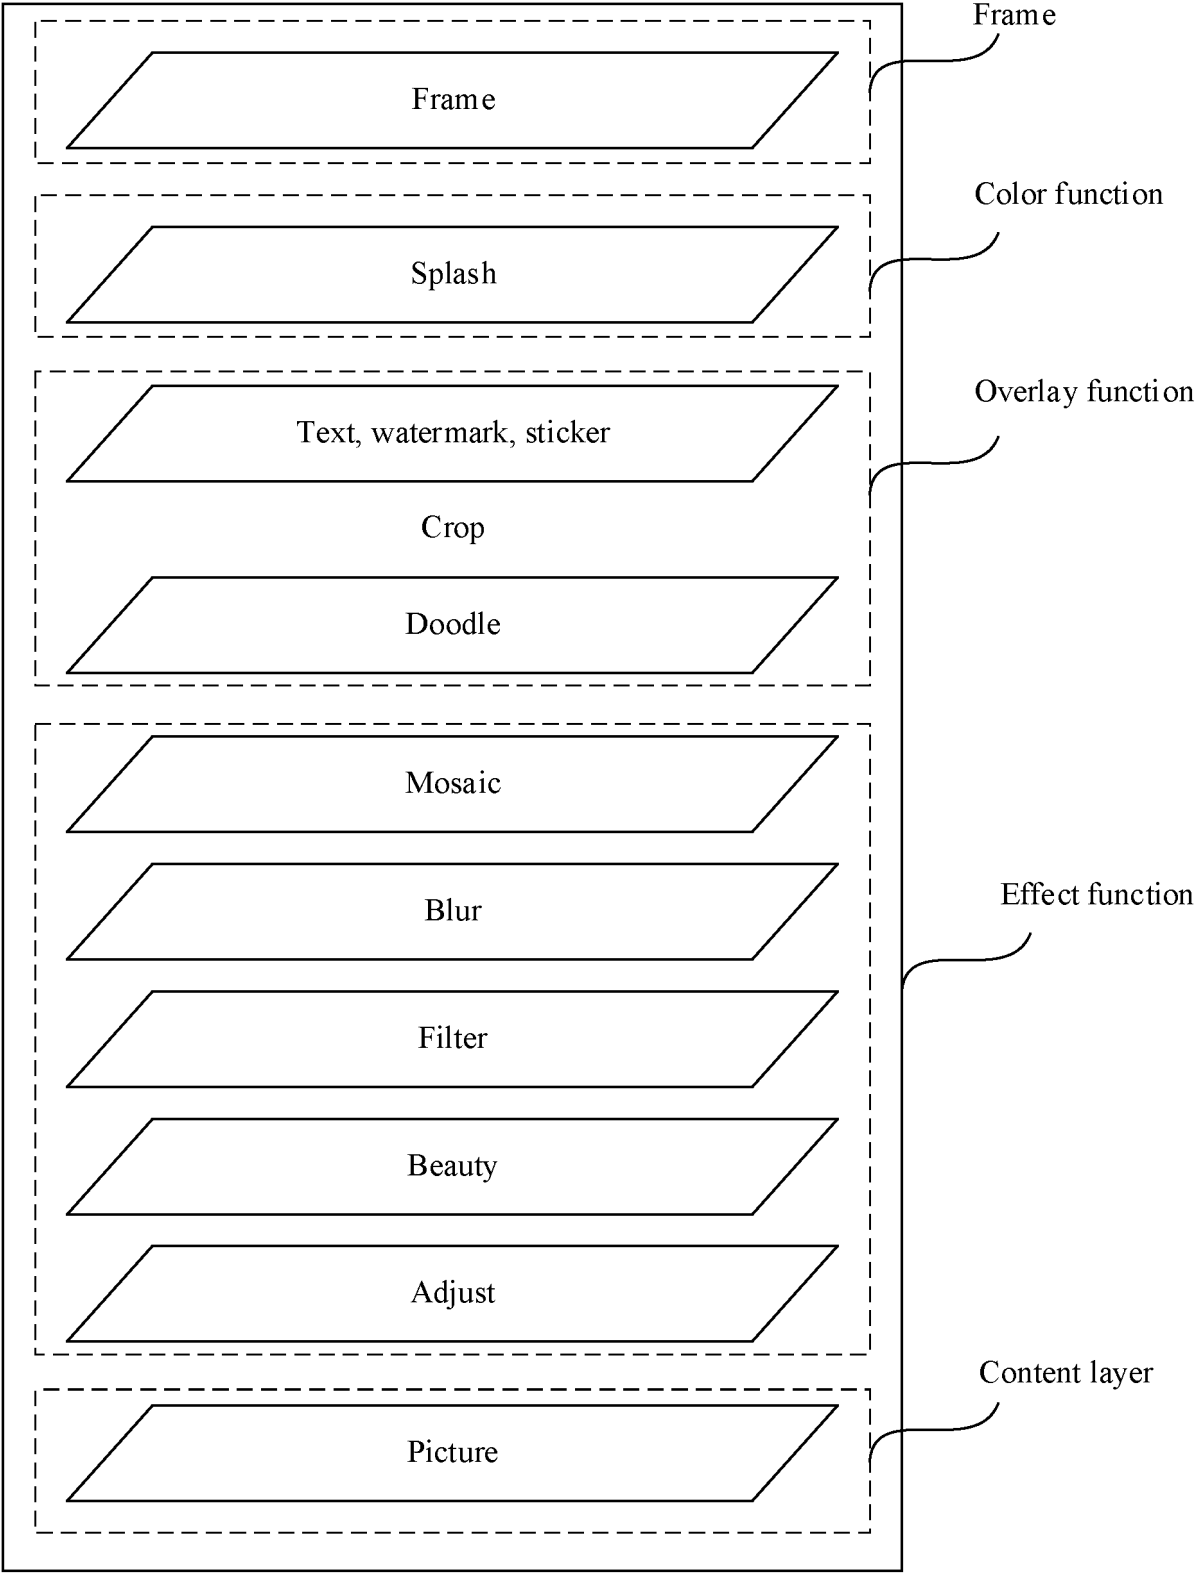 Frame
Frame
Color function
Splash
Overlay function
Text, watermark, sticker
Crop
Doodle
Mosaic
Effect function
Blur
Filter
Beauty
Adjust
Content layer
Picture